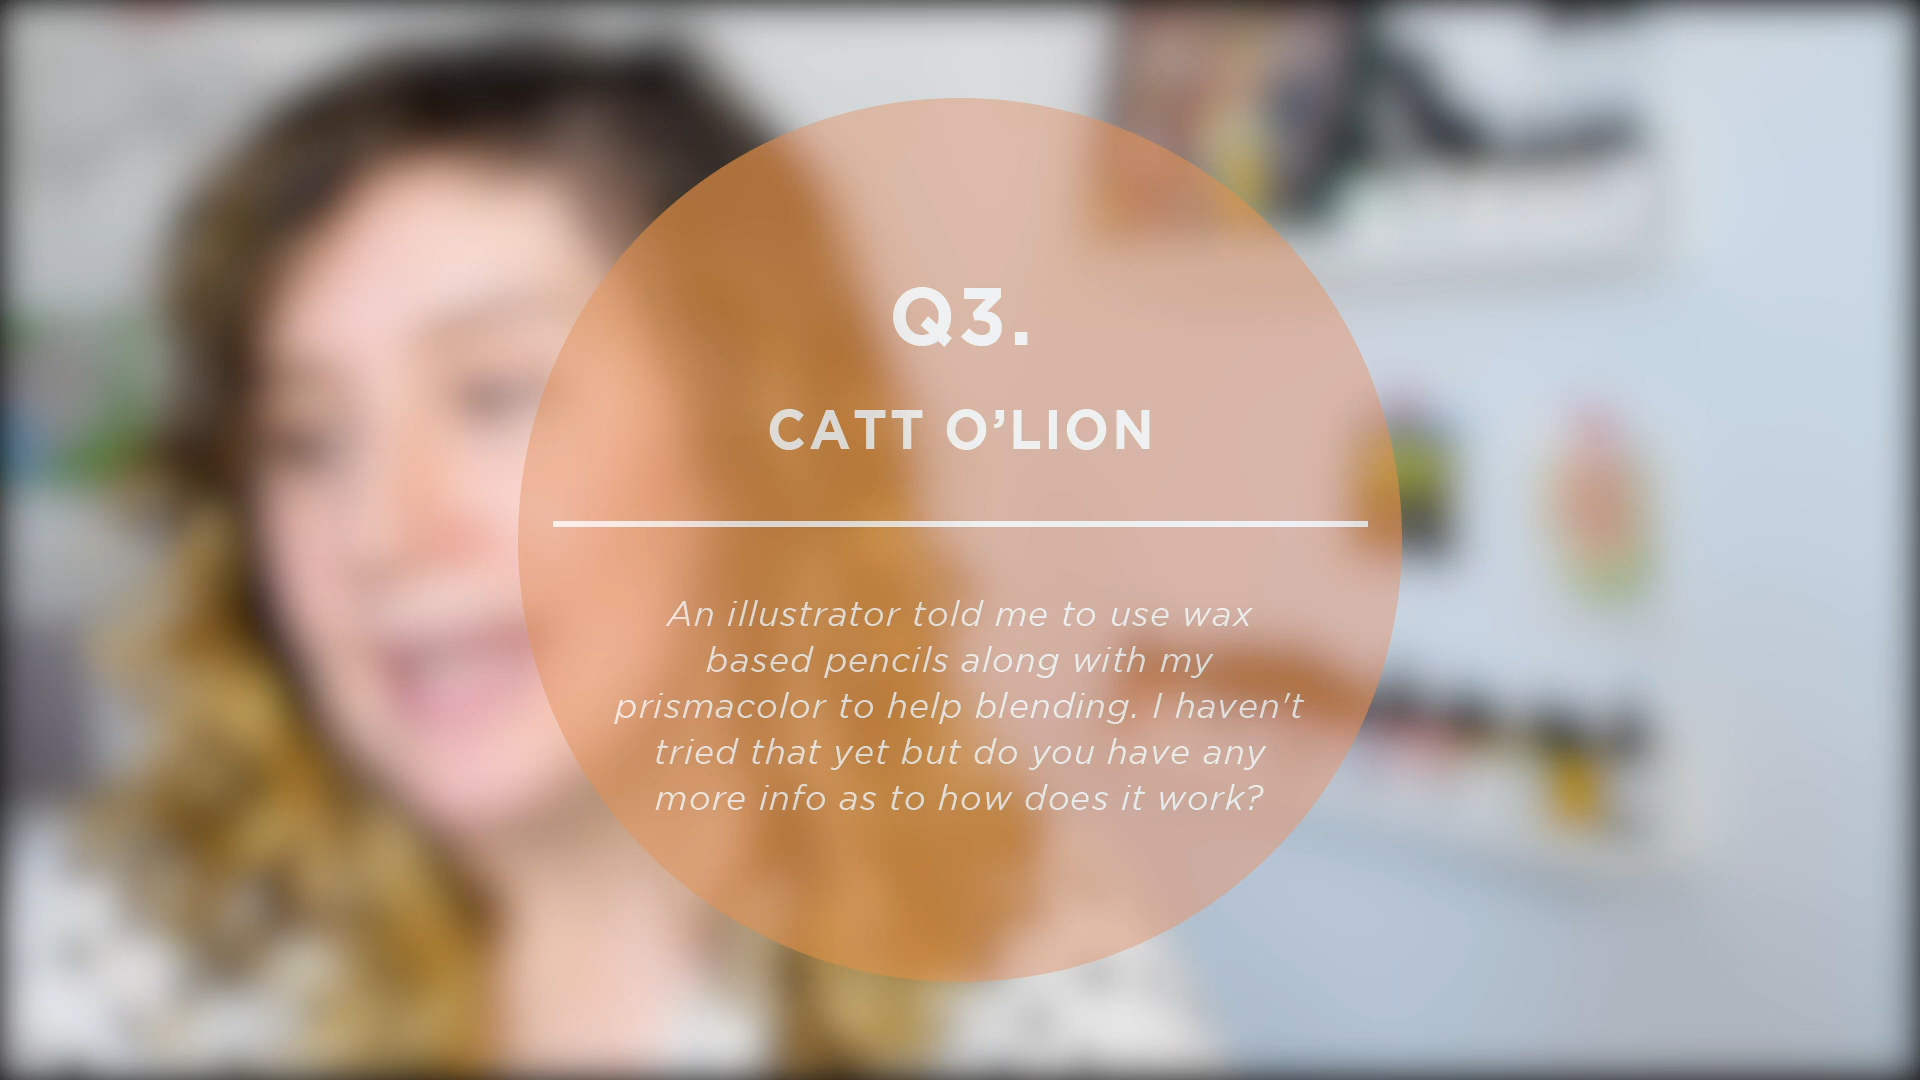 Q3.
CATT O’LION
An illustrator told me to use wax
based pencils along with my
prismacolor to help blending. I haven't
tried that yet but do you have any
more info as to how does it work?